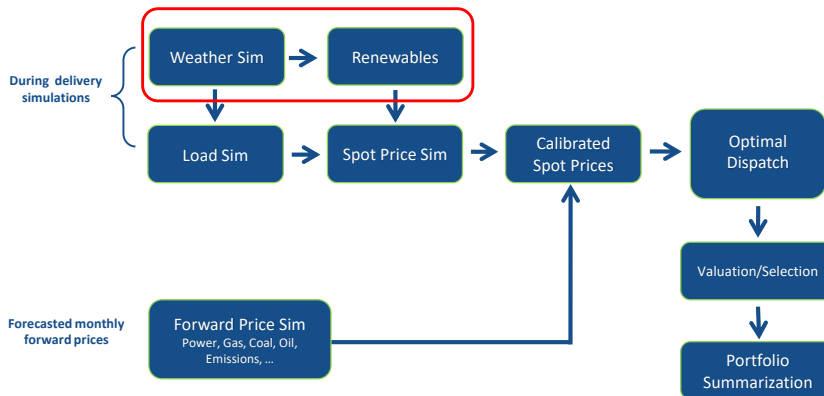 During delivery
simulations
Weather Sim
Renewables
Load Sim
Spot Price Sim
Calibrated
Spot Prices
Optimal
Dispatch
Valuation/Selection
Forecasted monthly
forward prices
Forward Price Sim
Power, Gas, Coal, Oil,
Emissions, ...
Portfolio
Summarization